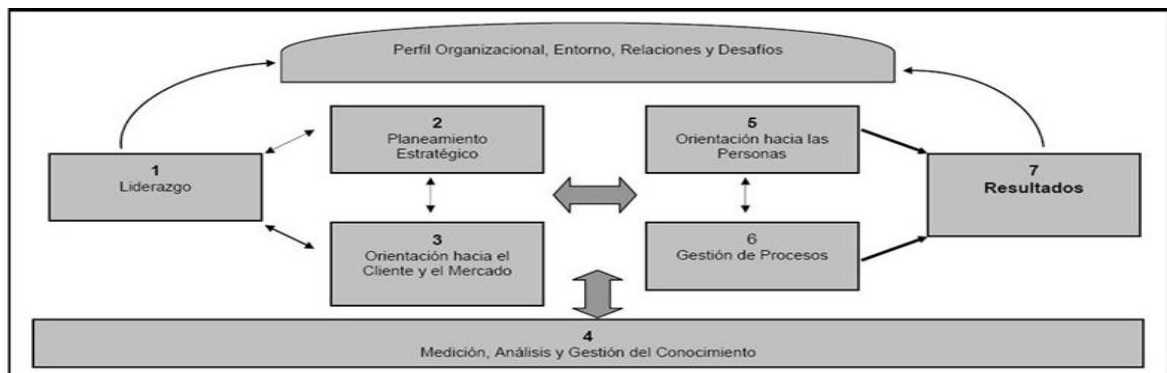 Perfil Organizacional, Entorno, Relaciones y Desafíos
2
Planeamiento
Estratégico
5
Orientación hacia las
Personas
1
Liderazgo
7
Resultados
3
Orientación hacia el
Cliente y el Mercado
6
Gestión de Procesos
4
Medición, Análisis y Gestión del Conocimiento